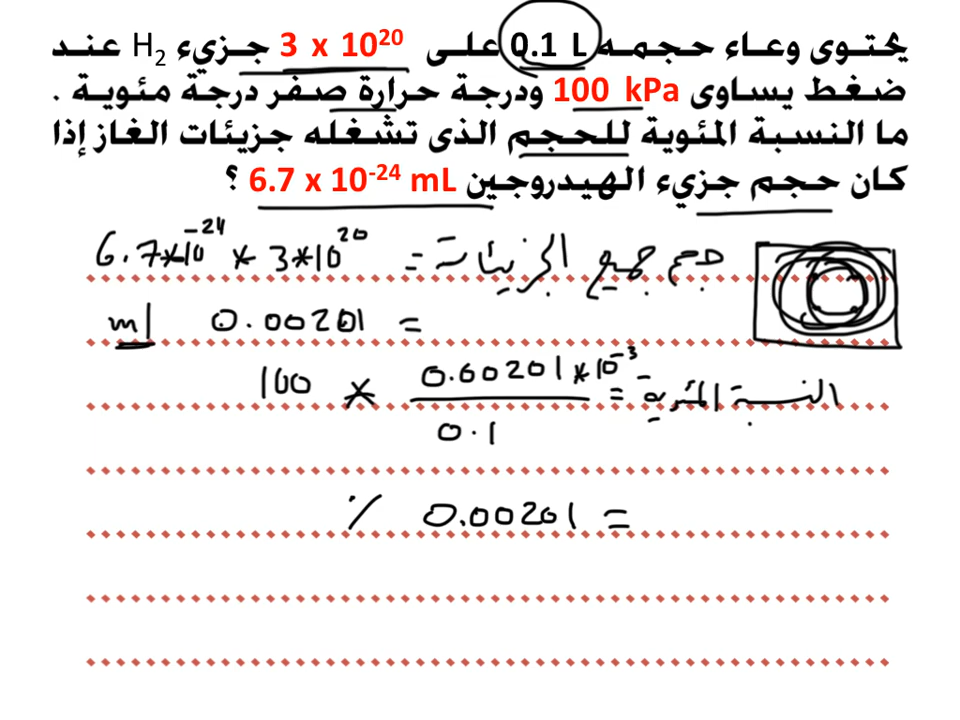 يحتوى وعاء حجمه 0.1 L على 3 x 10²⁰ جزيء H₂ عند
ضغط يساوى 100 kPa ودرجة حرارة صفر درجة مئوية .
ما النسبة المئوية للحجم الذى تشغله جزيئات الغاز إذا
كان حجم جزيء الهيدروجين 6.7 x 10⁻²⁴ mL ؟
حجم جميع الجزيئات = 6.7*10⁻²⁴ * 3*10²⁰
= 0.00201 ml
النسبة المئوية = 0.00201*10⁻³ / 0.1 * 100
= 0.00201 %